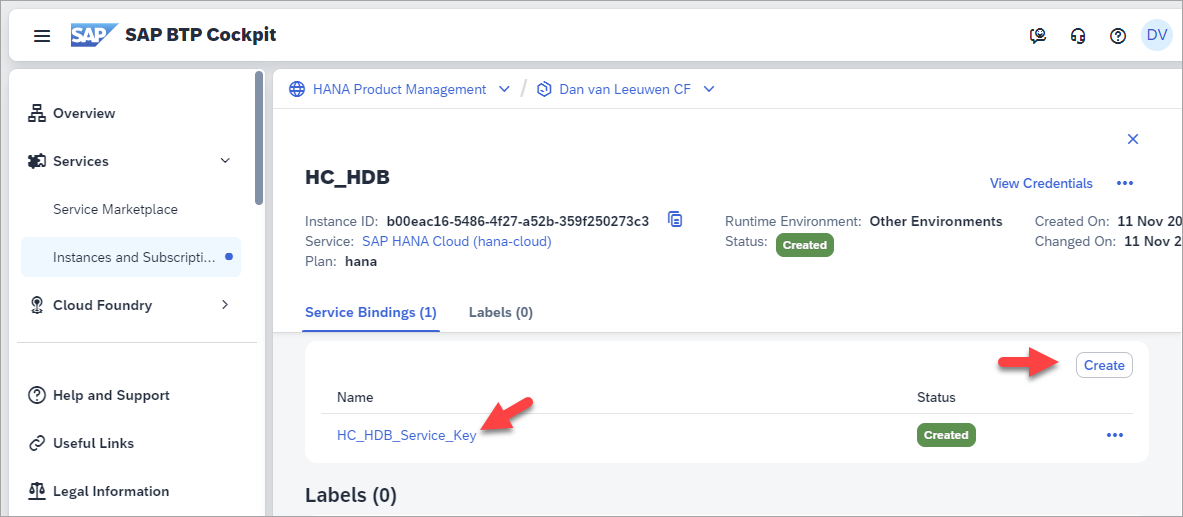 SAP SAP BTP Cockpit DV
HANA Product Management / Dan van Leeuwen CF
Overview
Services
Service Marketplace
Instances and Subscripti...
Cloud Foundry
Help and Support
Useful Links
Legal Information
HC_HDB
View Credentials
Instance ID: b00eac16-5486-4f27-a52b-359f250273c3
Service: SAP HANA Cloud (hana-cloud)
Plan: hana
Runtime Environment: Other Environments
Status: Created
Created On: 11 Nov 20
Changed On: 11 Nov 2
Service Bindings (1) Labels (0)
Create
Name Status
HC_HDB_Service_Key Created
Labels (0)